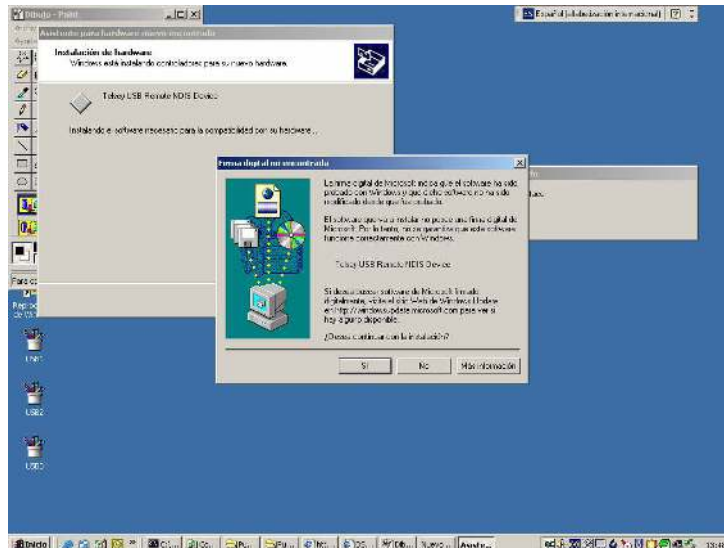 Dibujo - Paint
Español (alfabetización internacional)
Asistente para hardware nuevo encontrado
Instalación de hardware
Windows está instalando controladores para su nuevo hardware.
Telsey USB Remote NDIS Device
Instalando el software necesario para la compatibilidad con su hardware...
Firma digital no encontrada
La firma digital de Microsoft indica que el software ha sido
probado con Windows y que dicho software no ha sido
modificado desde que fue probado.
El software que va a instalar no posee una firma digital de
Microsoft. Por lo tanto, no se garantiza que este software
funcione correctamente con Windows.
Telsey USB Remote NDIS Device
Si desea buscar software de Microsoft firmado
digitalmente, visite el sitio Web de Windows Update
en http://windowsupdate.microsoft.com para ver si
hay alguno disponible.
¿Desea continuar con la instalación?
Sí
No
Más información
USB1
USB2
USB3
Inicio
Nuevo...
Asiste...